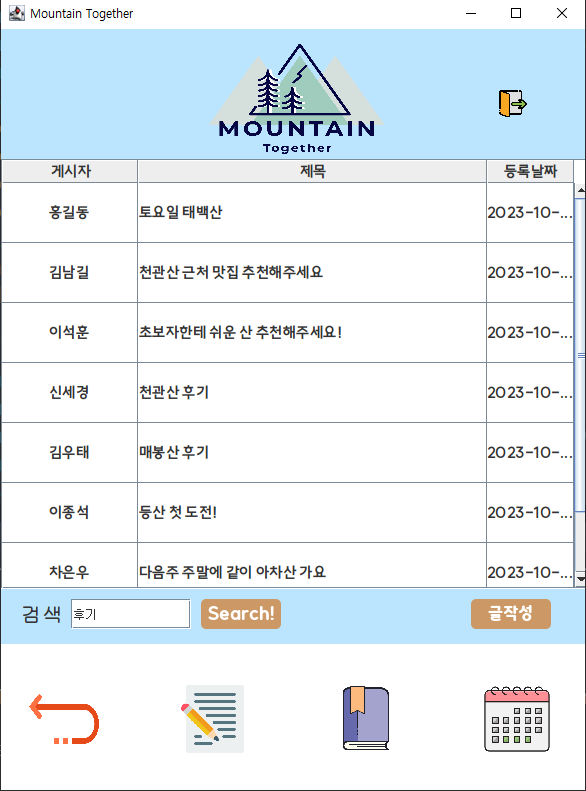 Mountain Together
MOUNTAIN
Together
게시자 제목 등록날짜
홍길동 토요일 태백산 2023-10-...
김남길 천관산 근처 맛집 추천해주세요 2023-10-...
이석훈 초보자한테 쉬운 산 추천해주세요! 2023-10-...
신세경 천관산 후기 2023-10-...
김우태 매봉산 후기 2023-10-...
이종석 등산 첫 도전! 2023-10-...
차은우 다음주 주말에 같이 아차산 가요 2023-10-...
검색 후기 Search! 글작성